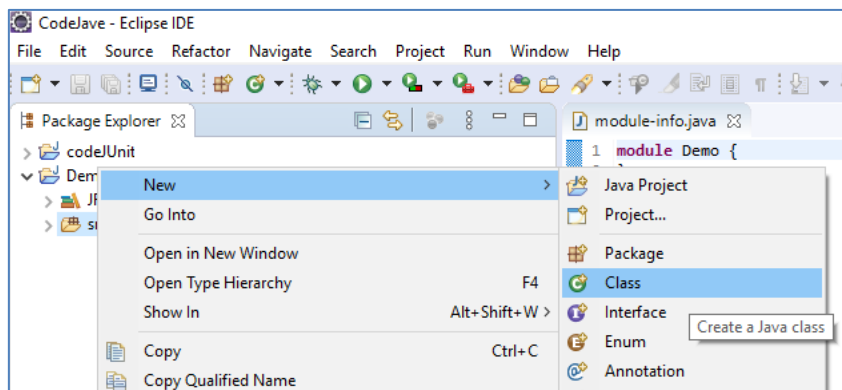 CodeJave - Eclipse IDE
File Edit Source Refactor Navigate Search Project Run Window Help
Package Explorer
module-info.java
codeJUnit
1 module Demo {
Dem
New
Java Project
Go Into
Project...
Open in New Window
Package
Open Type Hierarchy F4
Class
Show In Alt+Shift+W >
Interface
Create a Java class
Copy Ctrl+C
Enum
Copy Qualified Name
Annotation